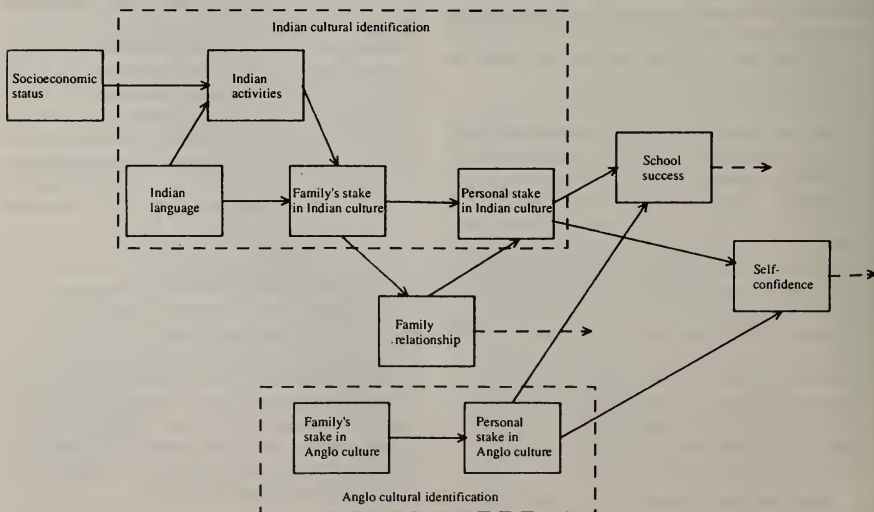 Indian cultural identification
Socioeconomic
status
Indian
activities
School
success
Indian
language
Family's stake
in Indian culture
Personal stake
in Indian culture
Self-
confidence
Family
relationship
Family's
stake in
Anglo culture
Personal
stake in
Anglo culture
Anglo cultural identification